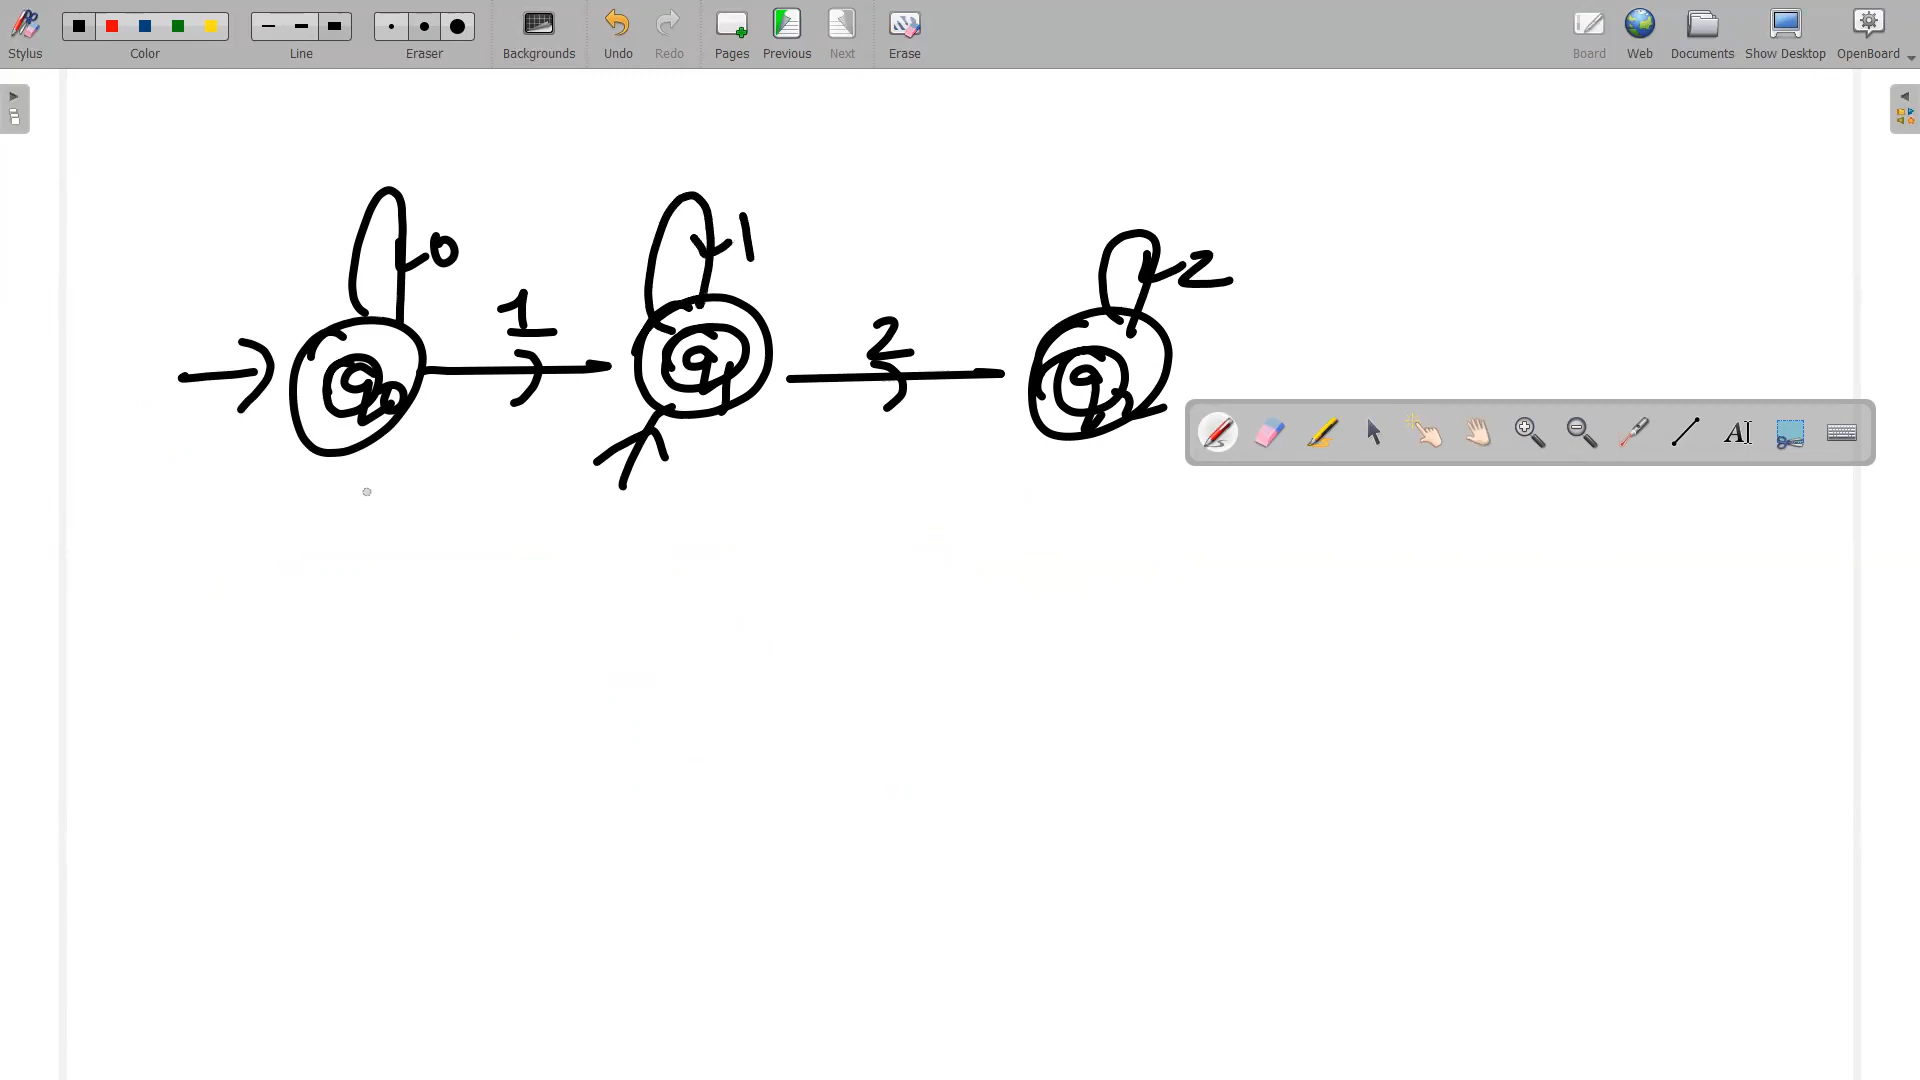 Stylus Color Line Eraser Backgrounds Undo Redo Pages Previous Next Erase Board Web Documents Show Desktop OpenBoard
0 1 2
1 2
q0 q1 q2